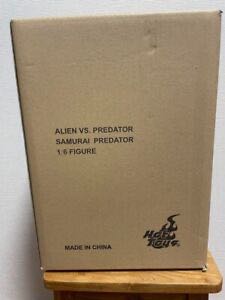 ALIEN VS. PREDATOR
SAMURAI PREDATOR
1:6 FIGURE
Hot
Toys
MADE IN CHINA